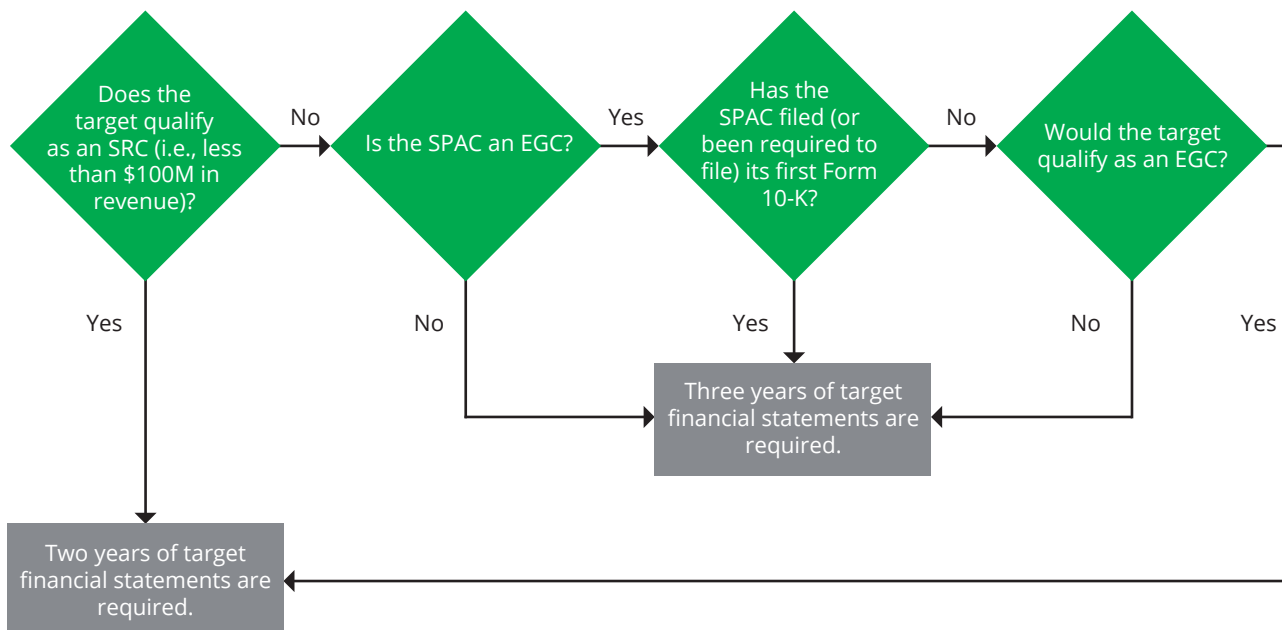 Does the
target qualify
as an SRC (i.e., less
than $100M in
revenue)?
No
Is the SPAC an EGC?
Yes
Has the
SPAC filed (or
been required to
file) its first Form
10-K?
No
Would the target
qualify as an EGC?
Yes
No
Yes
No
Yes
Three years of target
financial statements are
required.
Two years of target
financial statements are
required.